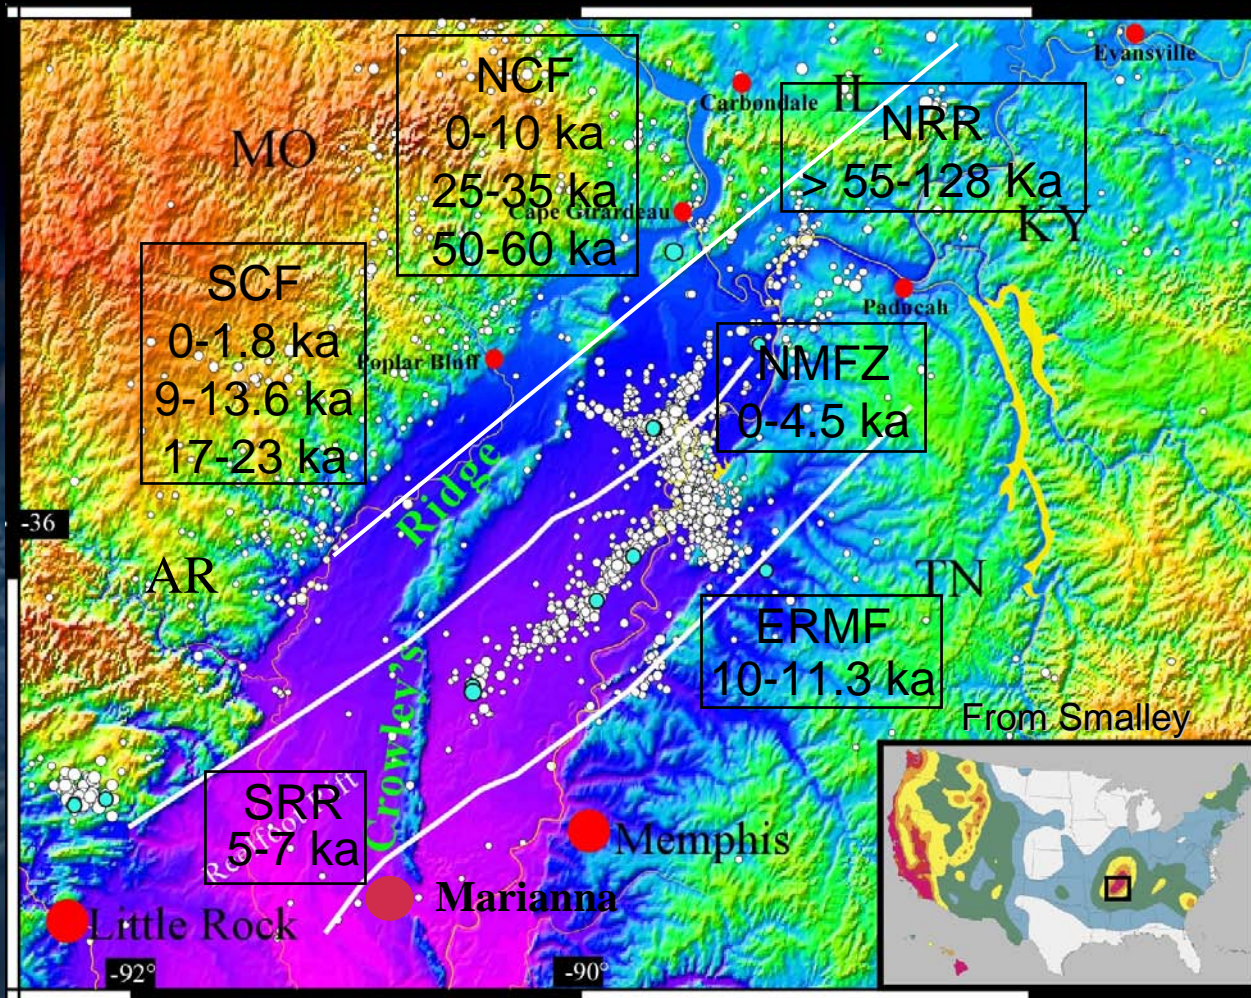 Evansville
NCF
0-10 ka
25-35 ka
50-60 ka
Carbondale
IL
NRR
> 55-128 Ka
MO
Cape Girardeau
KY
SCF
0-1.8 ka
9-13.6 ka
17-23 ka
Paducah
Poplar Bluff
NMFZ
0-4.5 ka
Crowley's Ridge
-36
AR
TN
ERMF
10-11.3 ka
From Smalley
SRR
5-7 ka
Reelfoot Rift
Memphis
Marianna
Little Rock
-92°
-90°